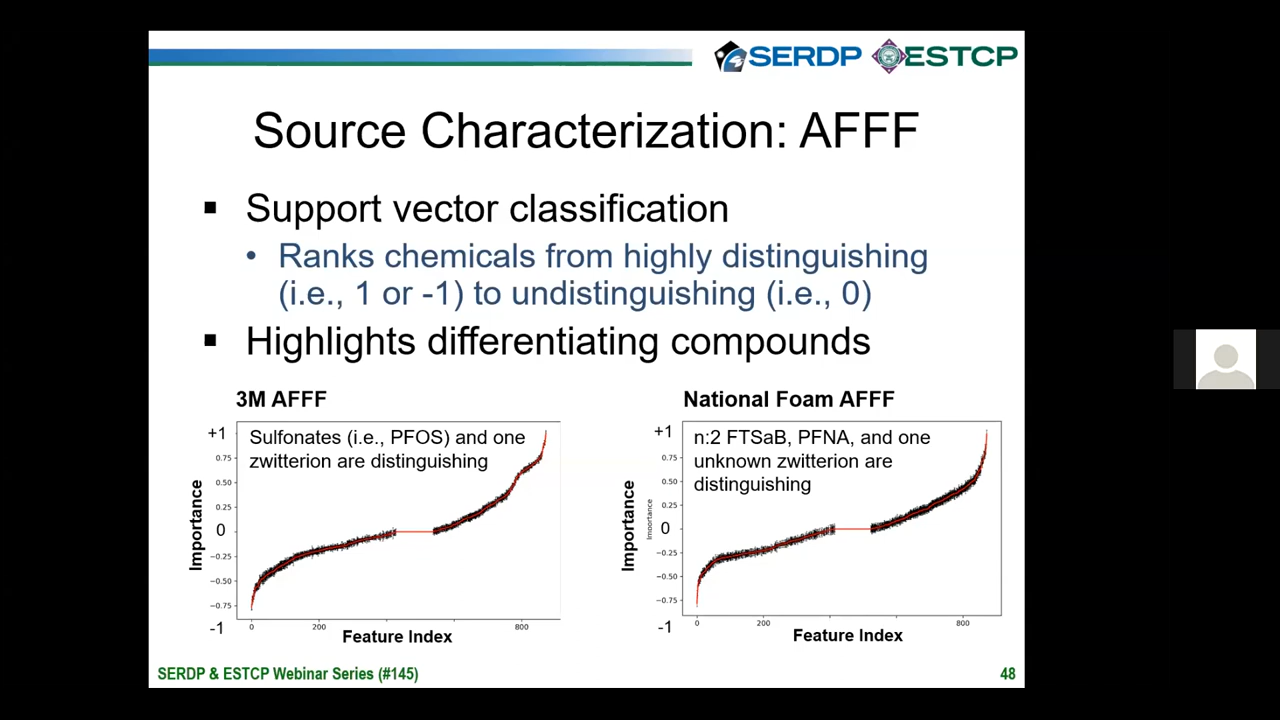 SERDP ESTCP
Source Characterization: AFFF
▪ Support vector classification
• Ranks chemicals from highly distinguishing
(i.e., 1 or -1) to undistinguishing (i.e., 0)
▪ Highlights differentiating compounds
3M AFFF
+1
Sulfonates (i.e., PFOS) and one
zwitterion are distinguishing
0.75
0.50
0.25
0
−0.25
−0.50
−0.75
-1
Importance
0 200 800
Feature Index
National Foam AFFF
+1
n:2 FTSaB, PFNA, and one
unknown zwitterion are
distinguishing
0.75
0.50
0.25
0
−0.25
−0.50
−0.75
-1
Importance
Importance
0 200 800
Feature Index
SERDP & ESTCP Webinar Series (#145)
48